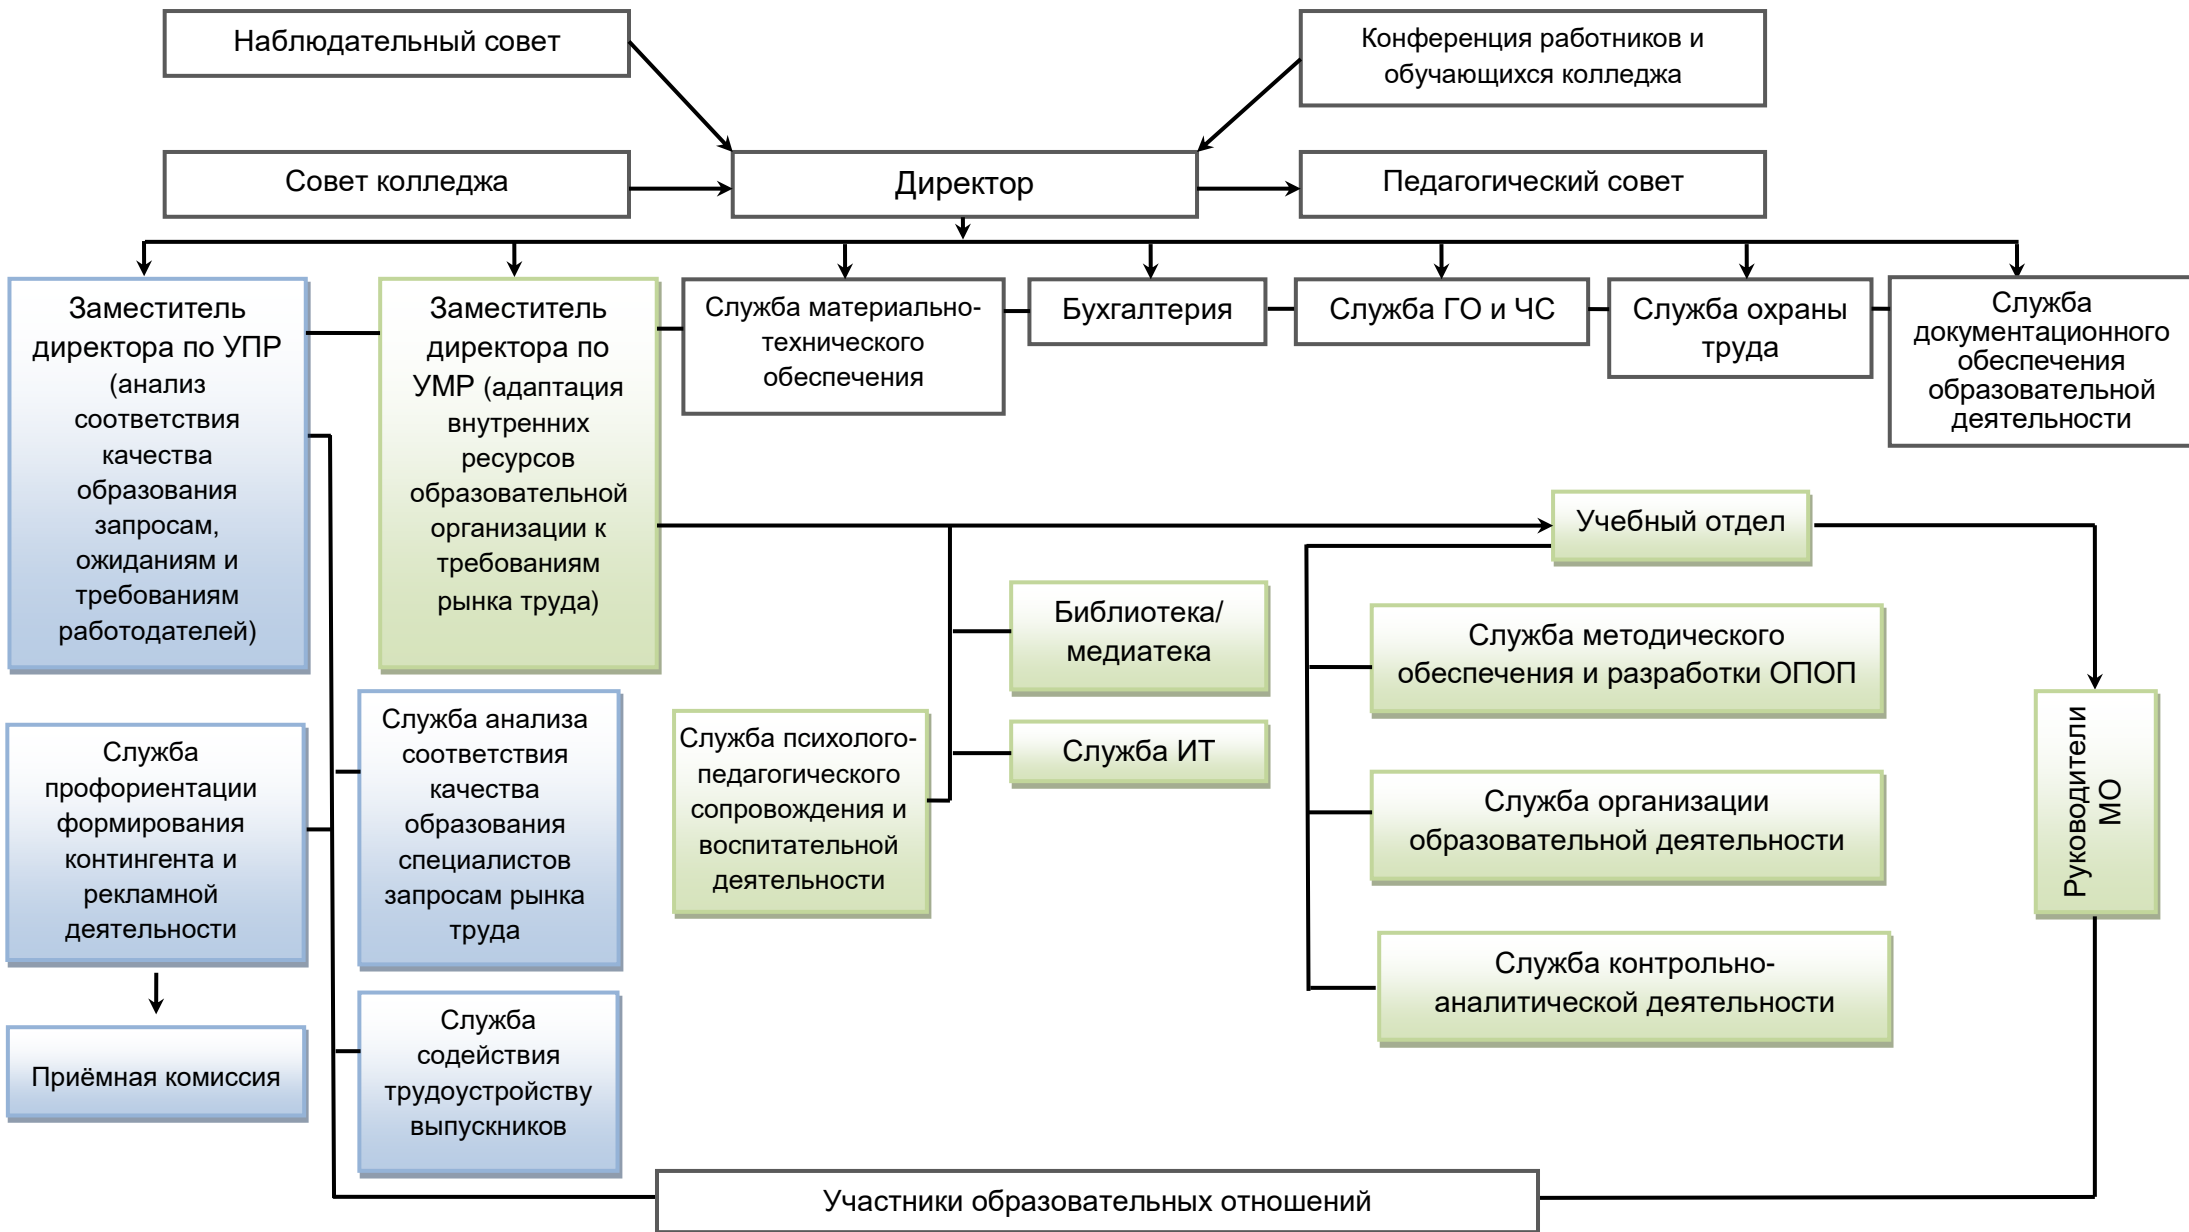 Наблюдательный совет
Конференция работников и
обучающихся колледжа
Совет колледжа
Директор
Педагогический совет
Заместитель
директора по УПР
(анализ
соответствия
качества
образования
запросам,
ожиданиям и
требованиям
работодателей)
Заместитель
директора по
УМР (адаптация
внутренних
ресурсов
образовательной
организации к
требованиям
рынка труда)
Служба материально-
технического
обеспечения
Бухгалтерия
Служба ГО и ЧС
Служба охраны
труда
Служба
документационного
обеспечения
образовательной
деятельности
Учебный отдел
Библиотека/
медиатека
Служба методического
обеспечения и разработки ОПОП
Служба
профориентации
формирования
контингента и
рекламной
деятельности
Служба анализа
соответствия
качества
образования
специалистов
запросам рынка
труда
Служба психолого-
педагогического
сопровождения и
воспитательной
деятельности
Служба ИТ
Служба организации
образовательной деятельности
Руководители
МО
Служба контрольно-
аналитической деятельности
Приёмная комиссия
Служба
содействия
трудоустройству
выпускников
Участники образовательных отношений